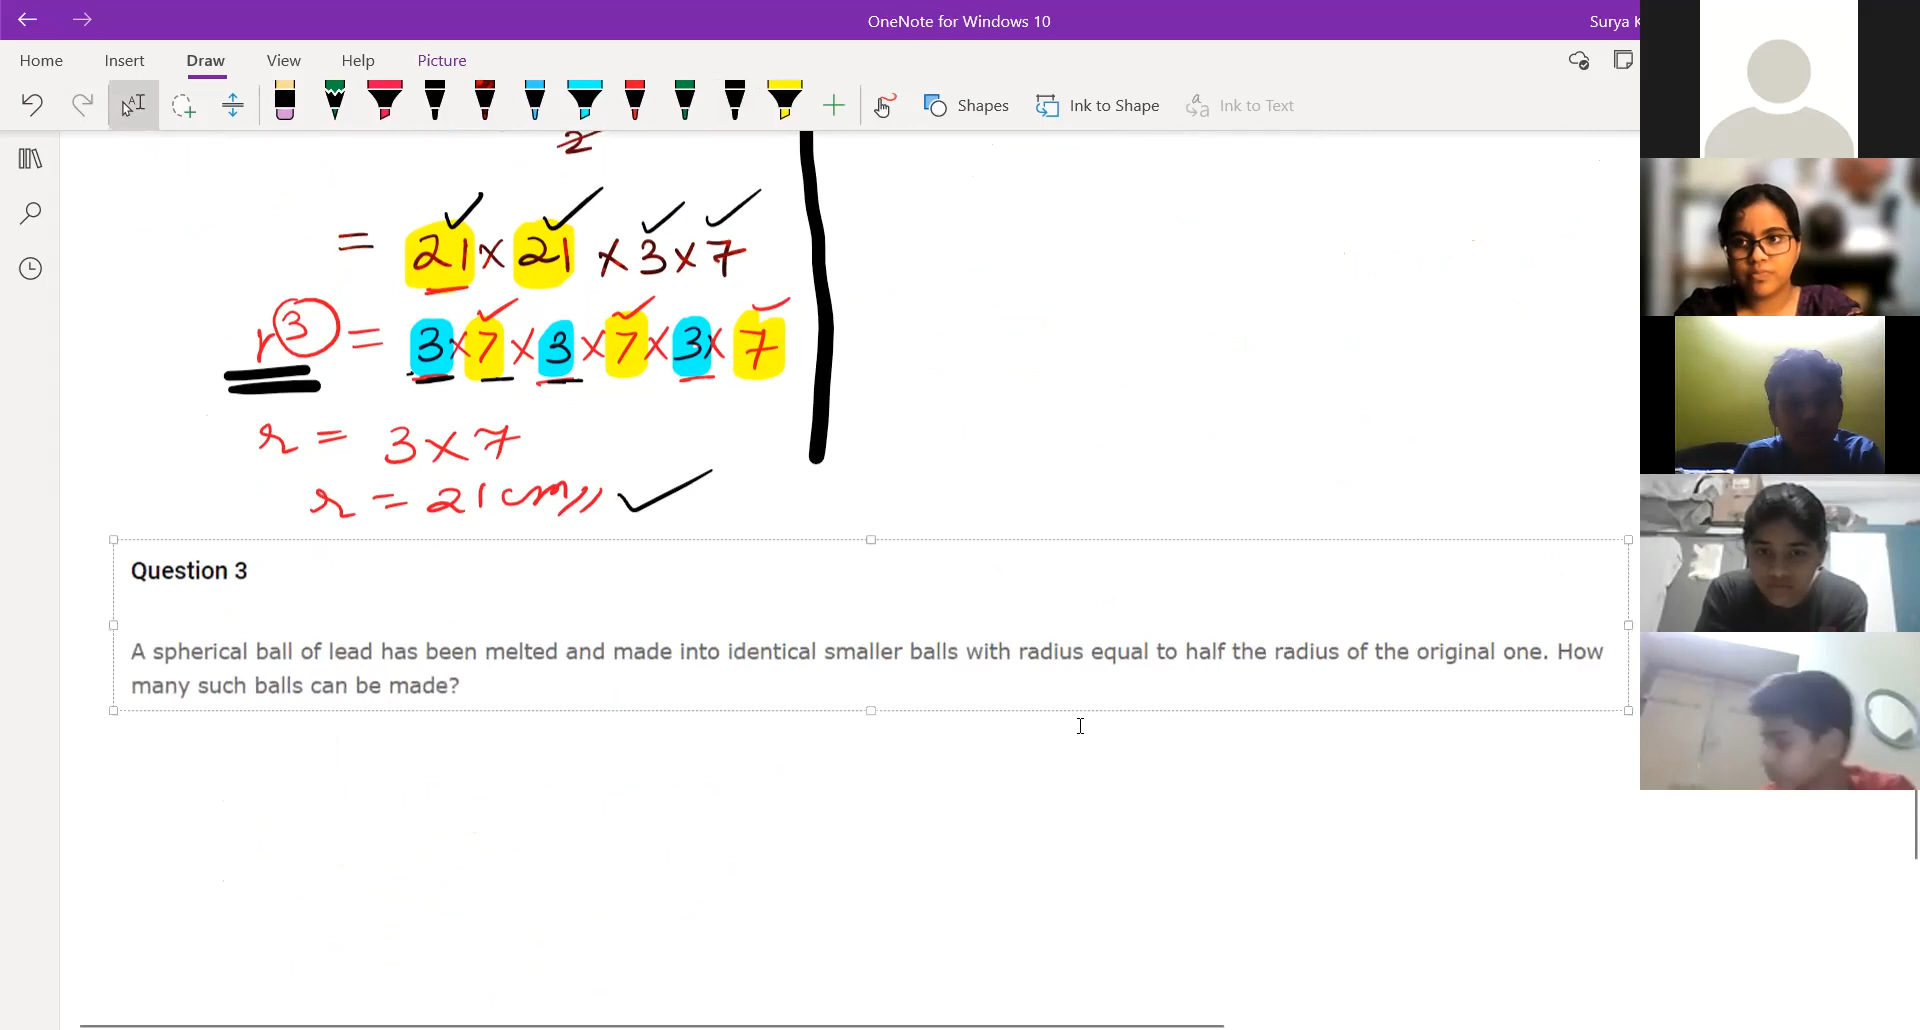 OneNote for Windows 10
Surya K
Home Insert Draw View Help Picture
Shapes Ink to Shape Ink to Text
2
= 21 × 21 × 3 × 7
r³ = 3 × 7 × 3 × 7 × 3 × 7
r = 3 × 7
r = 21 cm//
Question 3
A spherical ball of lead has been melted and made into identical smaller balls with radius equal to half the radius of the original one. How
many such balls can be made?